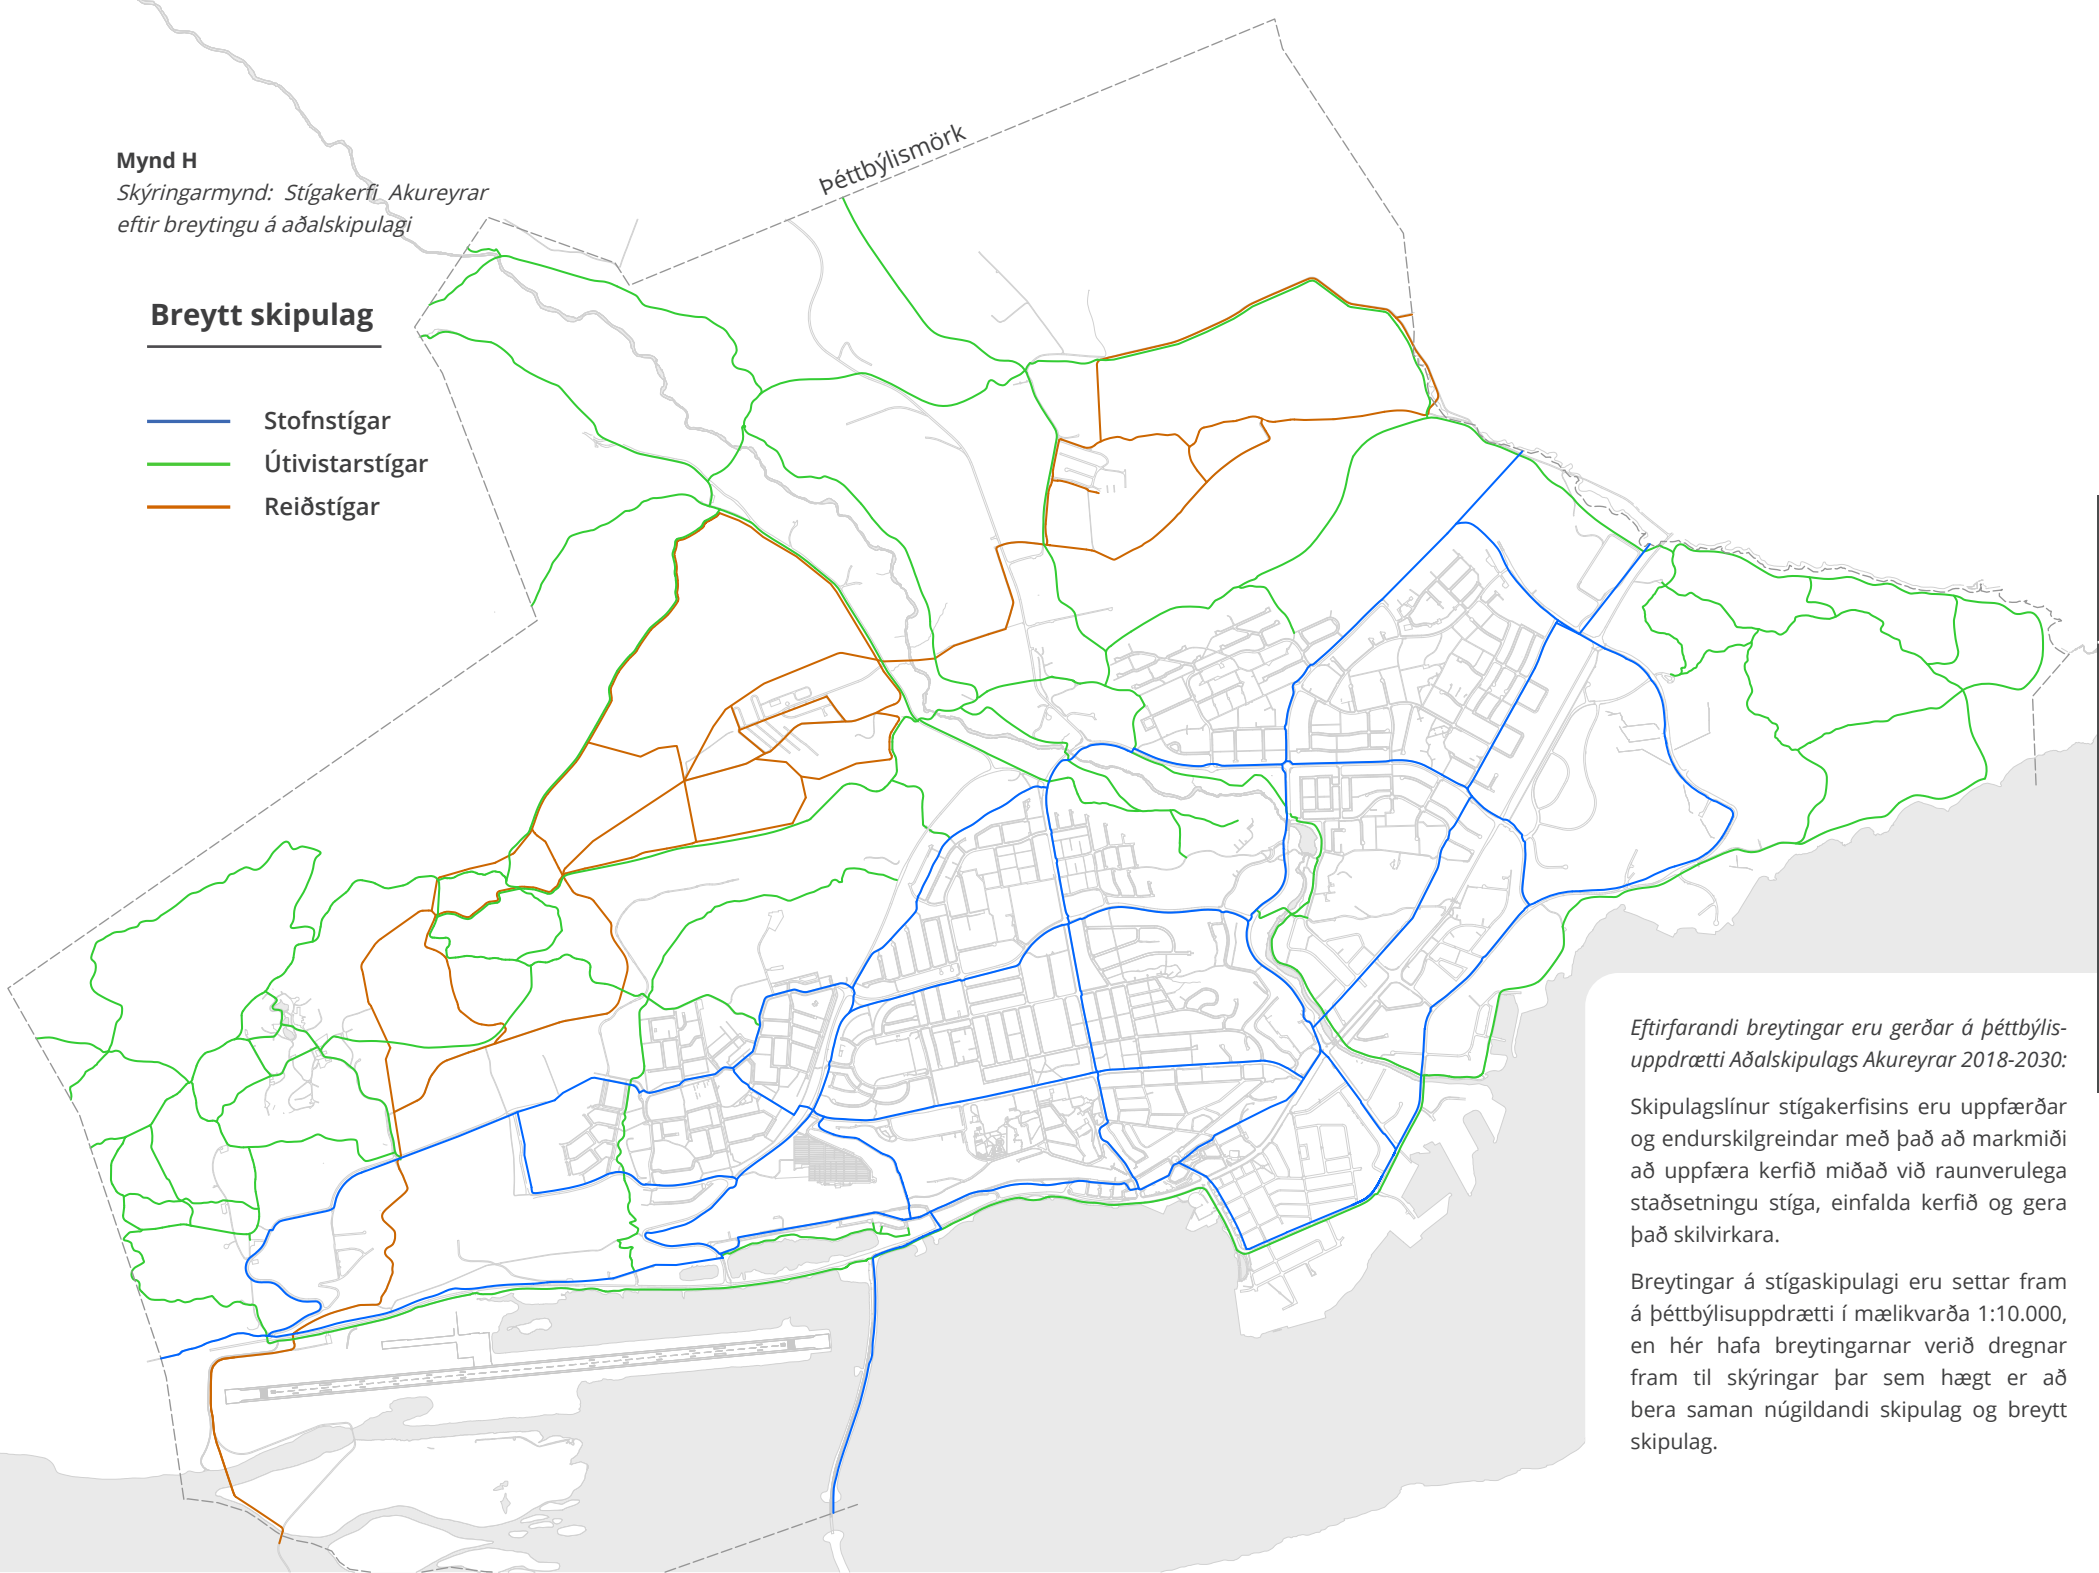 Mynd H
Skýringarmynd: Stígakerfi Akureyrar
eftir breytingu á aðalskipulagi
Þéttbýlismörk
Breytt skipulag
Stofnstígar
Útivistarstígar
Reiðstígar
Eftirfarandi breytingar eru gerðar á þéttbýlis-
uppdrætti Aðalskipulags Akureyrar 2018-2030:
Skipulagslínur stígakerfisins eru uppfærðar
og endurskilgreindar með það að markmiði
að uppfæra kerfið miðað við raunverulega
staðsetningu stíga, einfalda kerfið og gera
það skilvirkara.
Breytingar á stígaskipulagi eru settar fram
á þéttbýlisuppdrætti í mælikvarða 1:10.000,
en hér hafa breytingarnar verið dregnar
fram til skýringar þar sem hægt er að
bera saman núgildandi skipulag og breytt
skipulag.